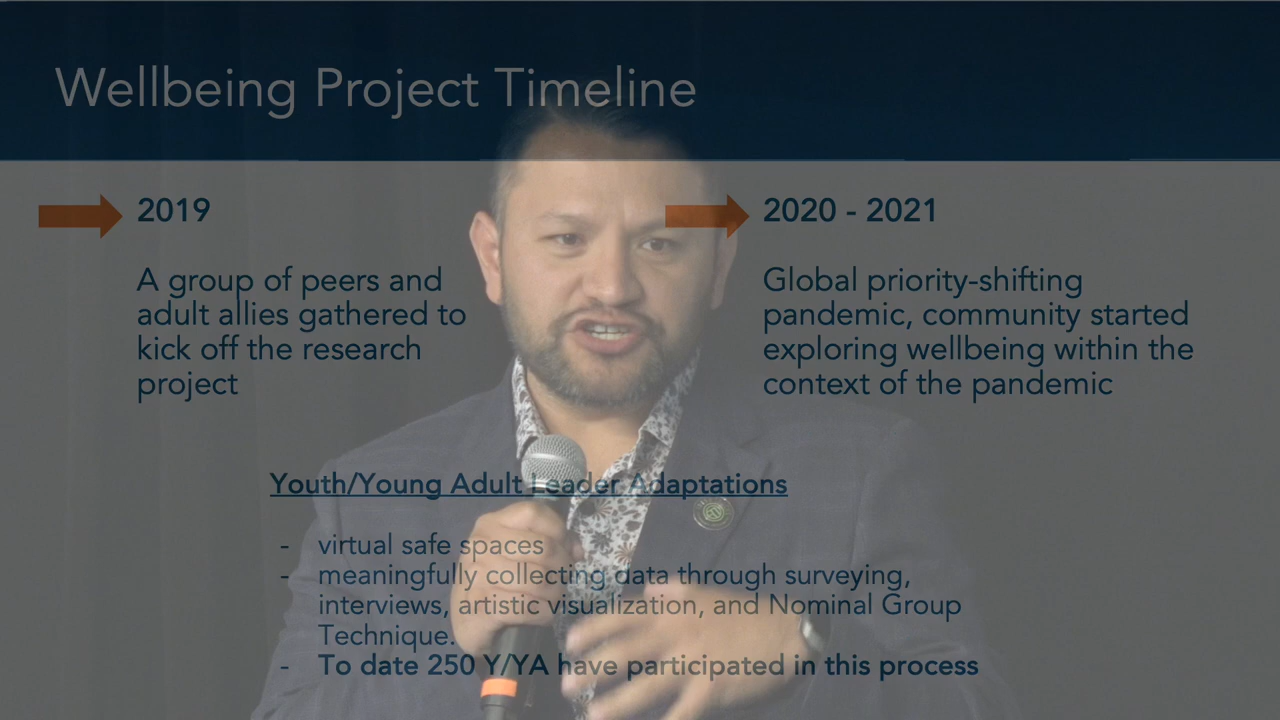 Wellbeing Project Timeline
2019
A group of peers and
adult allies gathered to
kick off the research
project
2020 - 2021
Global priority-shifting
pandemic, community started
exploring wellbeing within the
context of the pandemic
Youth/Young Adult Leader Adaptations
- virtual safe spaces
- meaningfully collecting data through surveying,
interviews, artistic visualization, and Nominal Group
Technique.
- To date 250 Y/YA have participated in this process